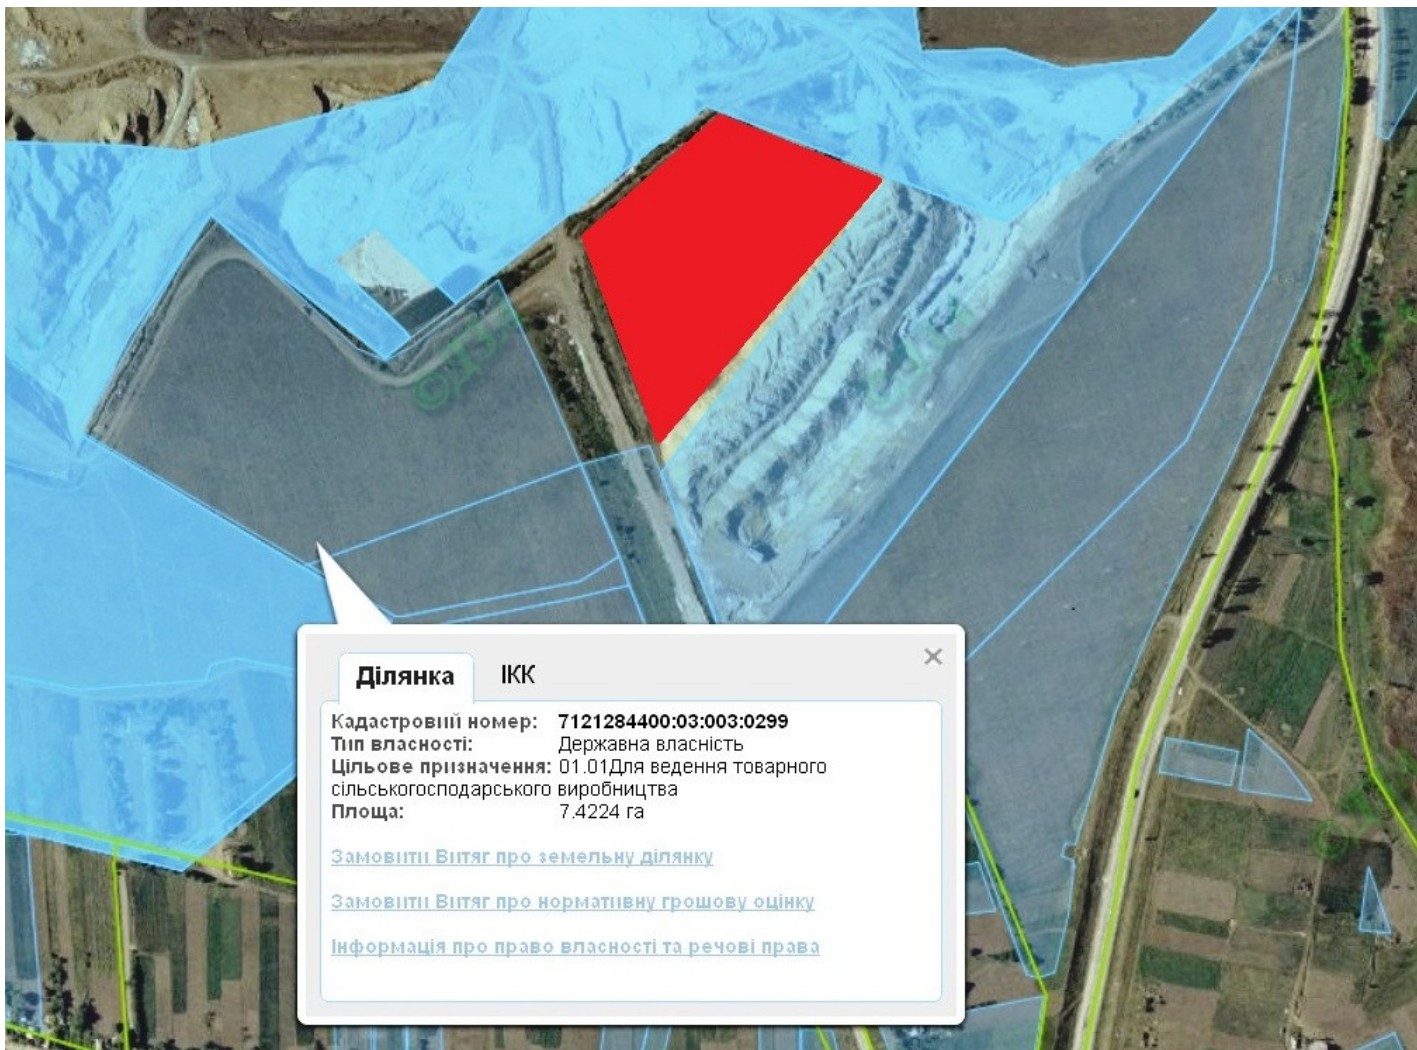 Ділянка ІКК
Кадастровий номер: 7121284400:03:003:0299
Тип власності: Державна власність
Цільове призначення: 01.01Для ведення товарного
сільськогосподарського виробництва
Площа: 7.4224 га
Замовити Витяг про земельну ділянку
Замовити Витяг про нормативну грошову оцінку
Інформація про право власності та речові права